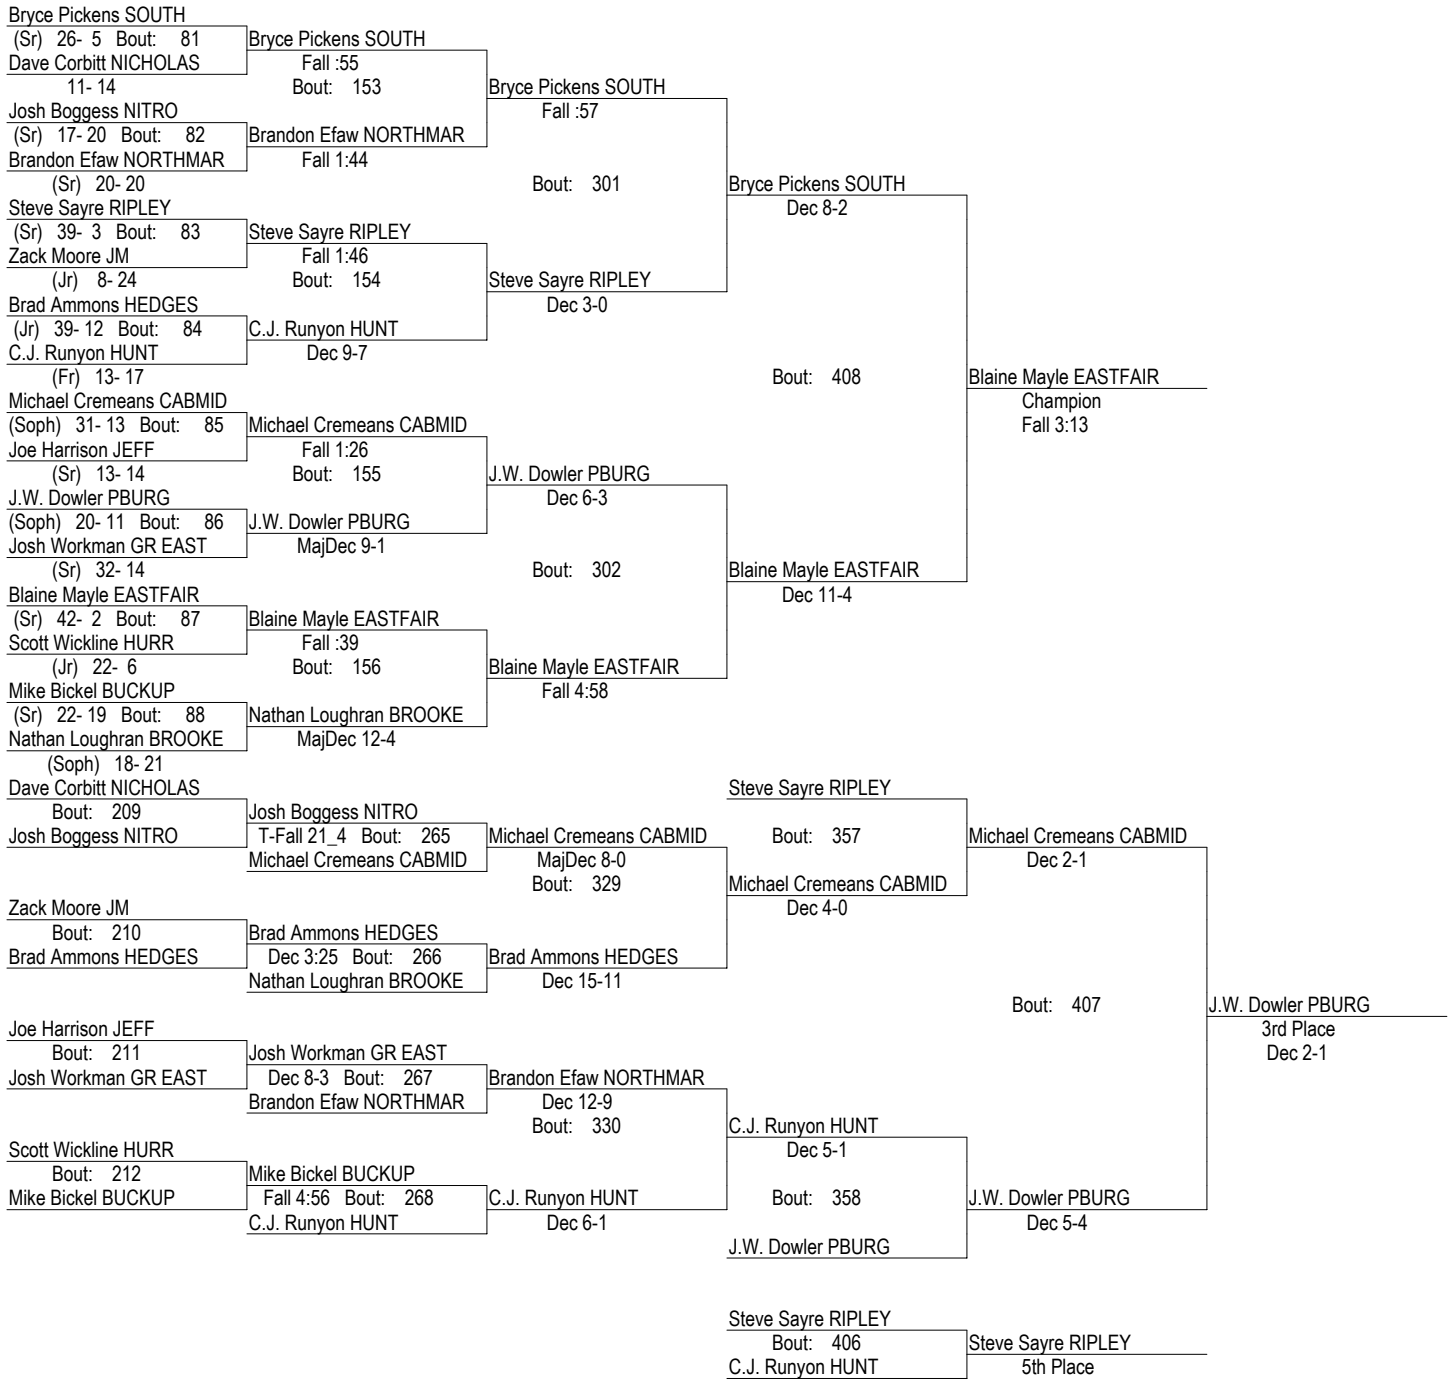 Bryce Pickens SOUTH
(Sr) 26- 5 Bout: 81 Bryce Pickens SOUTH
Dave Corbitt NICHOLAS Fall :55
11- 14 Bout: 153 Bryce Pickens SOUTH
Josh Boggess NITRO Fall :57
(Sr) 17- 20 Bout: 82 Brandon Efaw NORTHMAR
Brandon Efaw NORTHMAR Fall 1:44
(Sr) 20- 20 Bout: 301 Bryce Pickens SOUTH
Steve Sayre RIPLEY Dec 8-2
(Sr) 39- 3 Bout: 83 Steve Sayre RIPLEY
Zack Moore JM Fall 1:46
(Jr) 8- 24 Bout: 154 Steve Sayre RIPLEY
Brad Ammons HEDGES Dec 3-0
(Jr) 39- 12 Bout: 84 C.J. Runyon HUNT
C.J. Runyon HUNT Dec 9-7
(Fr) 13- 17 Bout: 408 Blaine Mayle EASTFAIR
Michael Cremeans CABMID Champion
(Soph) 31- 13 Bout: 85 Michael Cremeans CABMID Fall 3:13
Joe Harrison JEFF Fall 1:26
(Sr) 13- 14 Bout: 155 J.W. Dowler PBURG
J.W. Dowler PBURG Dec 6-3
(Soph) 20- 11 Bout: 86 J.W. Dowler PBURG
Josh Workman GR EAST MajDec 9-1
(Sr) 32- 14 Bout: 302 Blaine Mayle EASTFAIR
Blaine Mayle EASTFAIR Dec 11-4
(Sr) 42- 2 Bout: 87 Blaine Mayle EASTFAIR
Scott Wickline HURR Fall :39
(Jr) 22- 6 Bout: 156 Blaine Mayle EASTFAIR
Mike Bickel BUCKUP Fall 4:58
(Sr) 22- 19 Bout: 88 Nathan Loughran BROOKE
Nathan Loughran BROOKE MajDec 12-4
(Soph) 18- 21
Dave Corbitt NICHOLAS Steve Sayre RIPLEY
Bout: 209 Josh Boggess NITRO
Josh Boggess NITRO T-Fall 21_4 Bout: 265 Michael Cremeans CABMID Bout: 357 Michael Cremeans CABMID
Michael Cremeans CABMID MajDec 8-0 Dec 2-1
Bout: 329 Michael Cremeans CABMID
Zack Moore JM Dec 4-0
Bout: 210 Brad Ammons HEDGES
Brad Ammons HEDGES Dec 3:25 Bout: 266 Brad Ammons HEDGES
Nathan Loughran BROOKE Dec 15-11
Bout: 407 J.W. Dowler PBURG
Joe Harrison JEFF 3rd Place
Bout: 211 Josh Workman GR EAST Dec 2-1
Josh Workman GR EAST Dec 8-3 Bout: 267 Brandon Efaw NORTHMAR
Brandon Efaw NORTHMAR Dec 12-9
Bout: 330 C.J. Runyon HUNT
Scott Wickline HURR Dec 5-1
Bout: 212 Mike Bickel BUCKUP
Mike Bickel BUCKUP Fall 4:56 Bout: 268 C.J. Runyon HUNT Bout: 358 J.W. Dowler PBURG
C.J. Runyon HUNT Dec 6-1 Dec 5-4
J.W. Dowler PBURG
Steve Sayre RIPLEY
Bout: 406 Steve Sayre RIPLEY
C.J. Runyon HUNT 5th Place